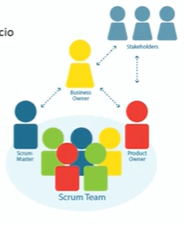 cio
Stakeholders
Business
Owner
Scrum
Master
Product
Owner
Scrum Team